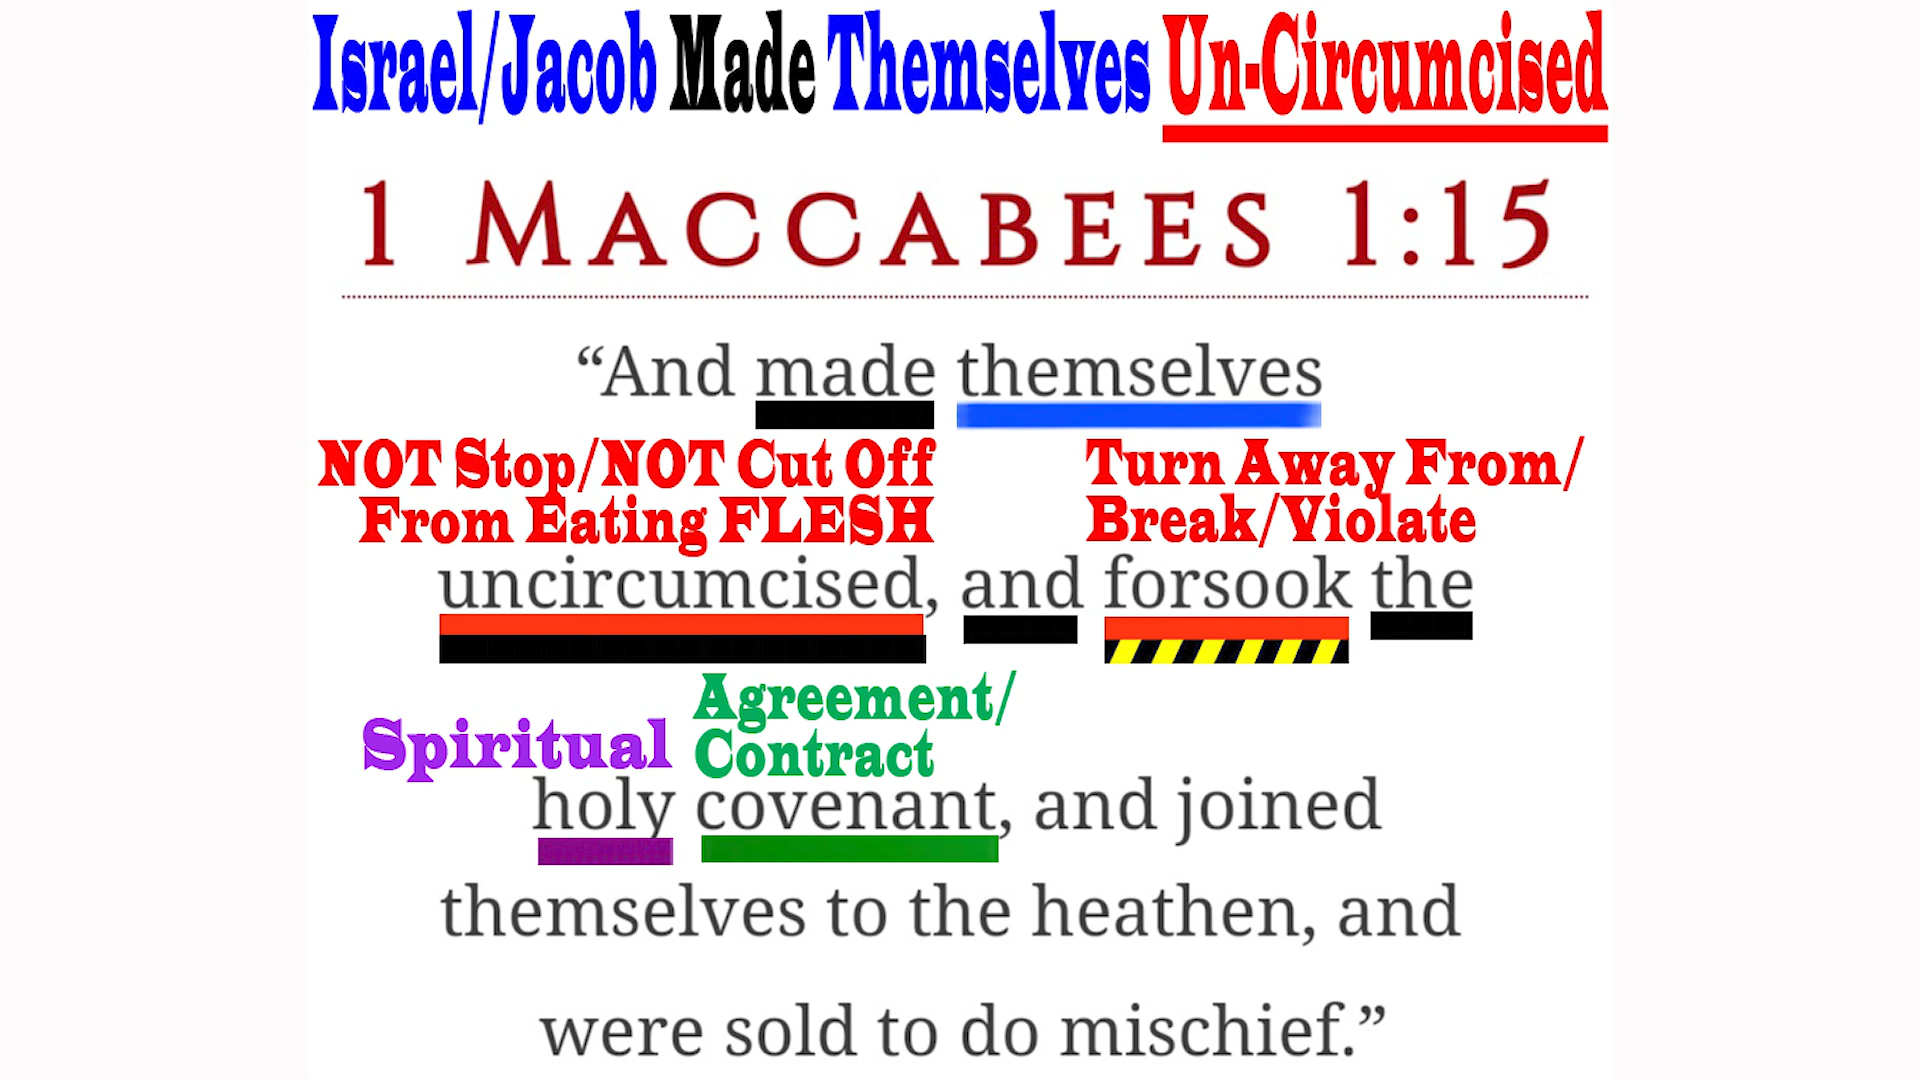 Israel/Jacob Made Themselves Un-Circumcised
1 MACCABEES 1:15
“And made themselves
NOT Stop/NOT Cut Off
From Eating FLESH
Turn Away From/
Break/Violate
uncircumcised, and forsook the
Spiritual
Agreement/
Contract
holy covenant, and joined
themselves to the heathen, and
were sold to do mischief.”